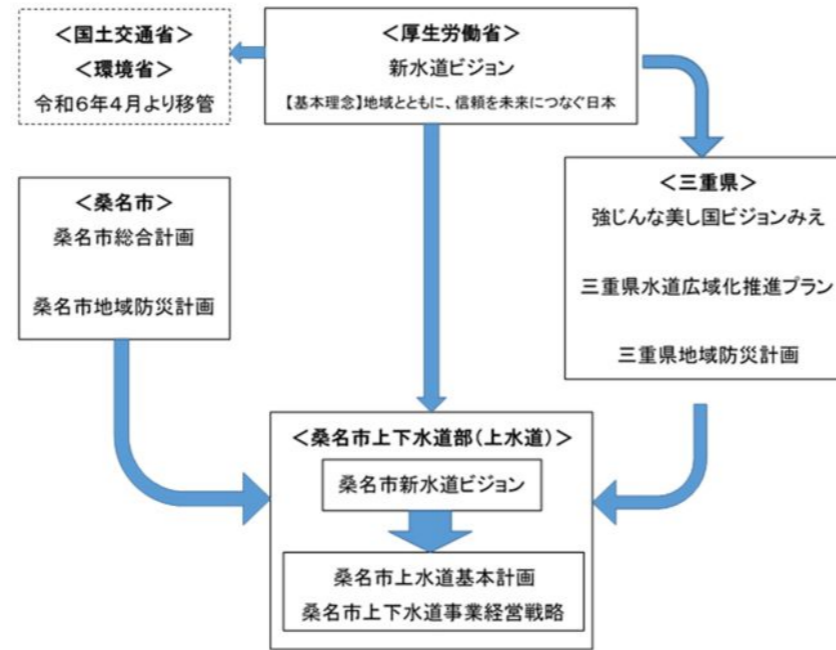 ＜国土交通省＞
＜環境省＞
令和６年４月より移管
＜厚生労働省＞
新水道ビジョン
【基本理念】地域とともに、信頼を未来につなぐ日本
＜桑名市＞
桑名市総合計画
桑名市地域防災計画
＜三重県＞
強じんな美し国ビジョンみえ
三重県水道広域化推進プラン
三重県地域防災計画
＜桑名市上下水道部（上水道）＞
桑名市新水道ビジョン
桑名市上水道基本計画
桑名市上下水道事業経営戦略